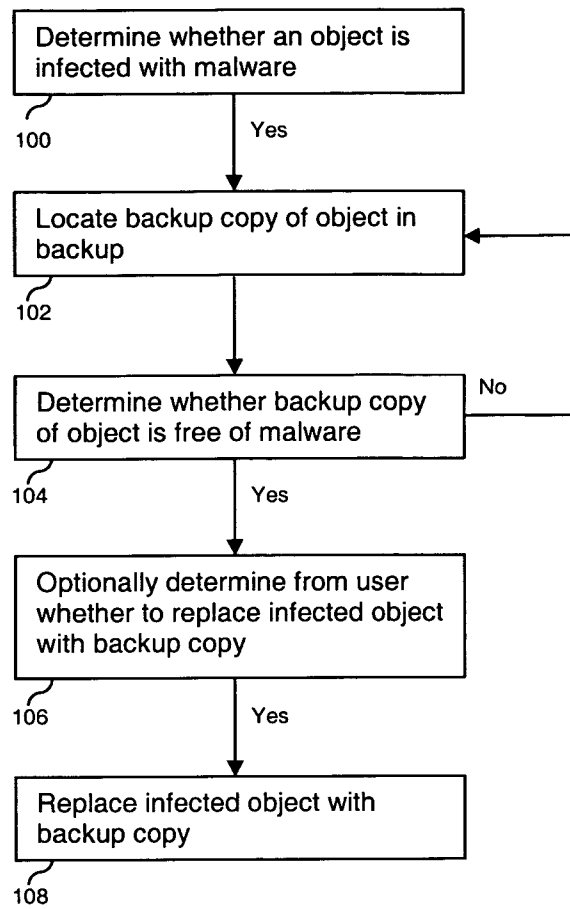 Determine whether an object is
infected with malware
100
Yes
Locate backup copy of object in
backup
102
Determine whether backup copy
of object is free of malware
No
104
Yes
Optionally determine from user
whether to replace infected object
with backup copy
106
Yes
Replace infected object with
backup copy
108